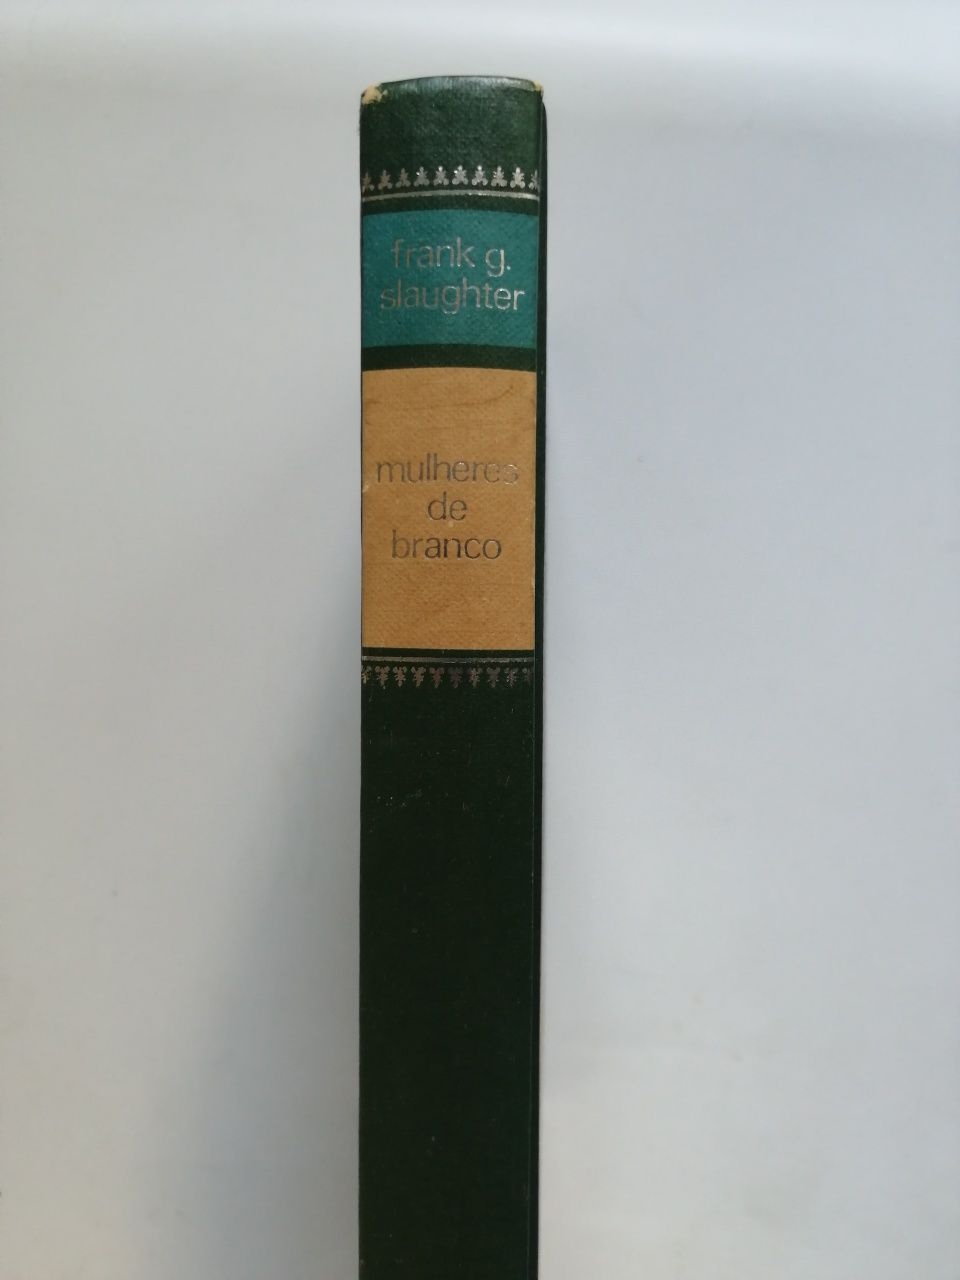 frank g.
slaughter
mulheres
de
branco